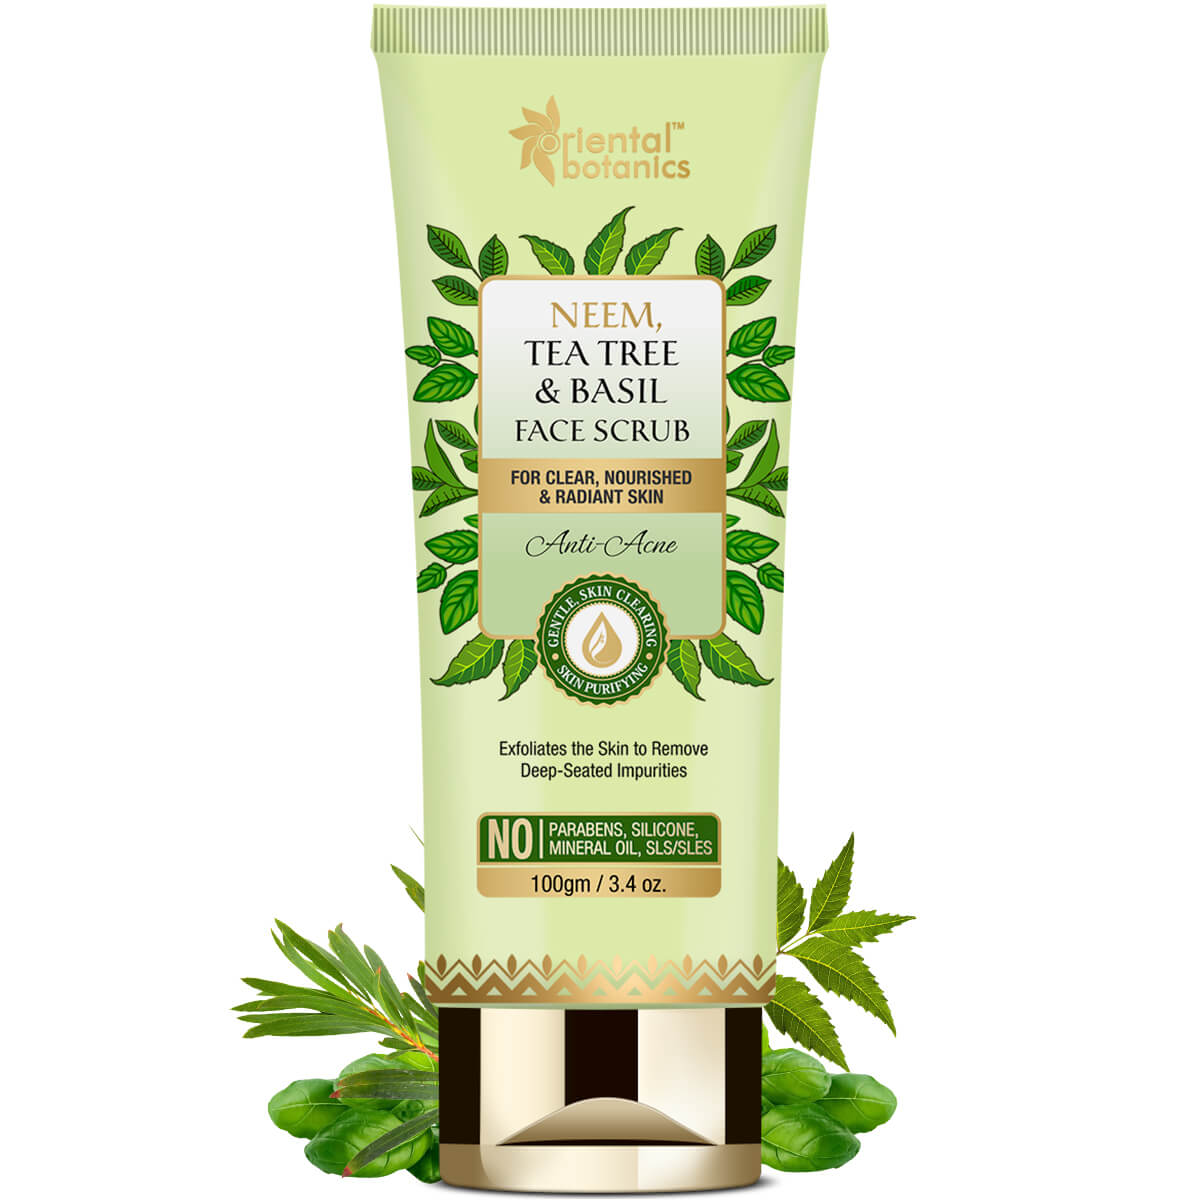 oriental™
botanics
NEEM,
TEA TREE
& BASIL
FACE SCRUB
FOR CLEAR, NOURISHED
& RADIANT SKIN
Anti-Acne
GENTLE, SKIN CLEARING
SKIN PURIFYING
Exfoliates the Skin to Remove
Deep-Seated Impurities
NO PARABENS, SILICONE,
MINERAL OIL, SLS/SLES
100gm / 3.4 oz.